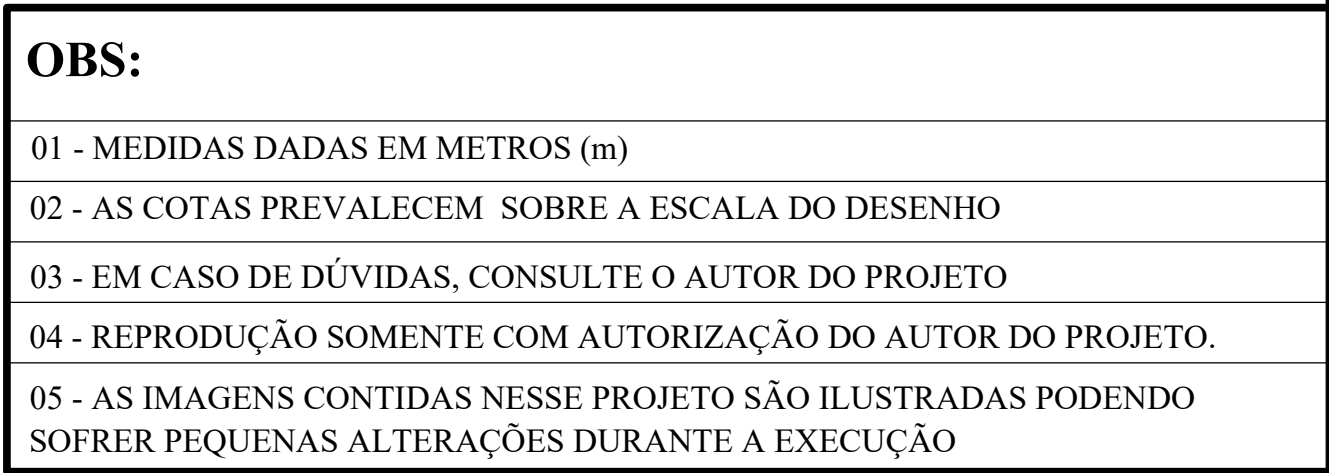 OBS:
01 - MEDIDAS DADAS EM METROS (m)
02 - AS COTAS PREVALECEM  SOBRE A ESCALA DO DESENHO
03 - EM CASO DE DÚVIDAS, CONSULTE O AUTOR DO PROJETO
04 - REPRODUÇÃO SOMENTE COM AUTORIZAÇÃO DO AUTOR DO PROJETO.
05 - AS IMAGENS CONTIDAS NESSE PROJETO SÃO ILUSTRADAS PODENDO
SOFRER PEQUENAS ALTERAÇÕES DURANTE A EXECUÇÃO